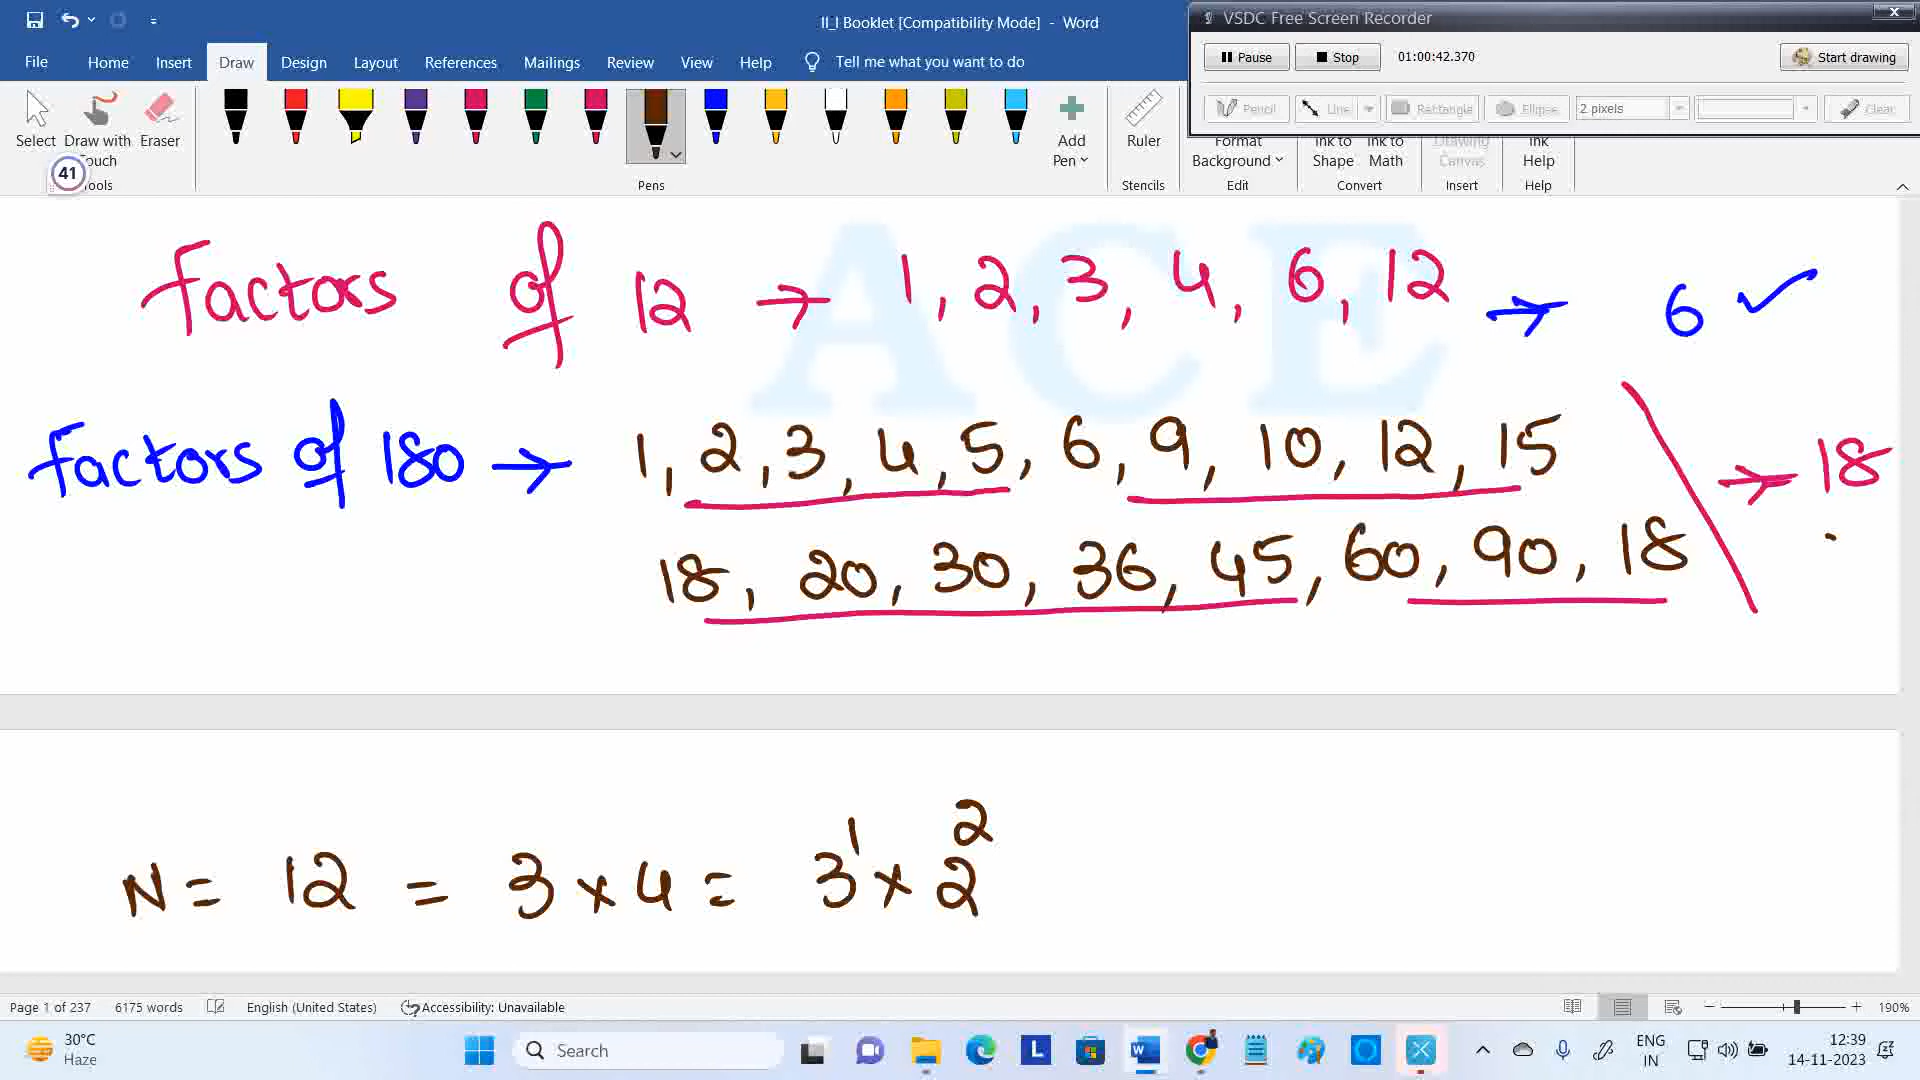 II_I Booklet [Compatibility Mode] - Word
VSDC Free Screen Recorder
File Home Insert Draw Design Layout References Mailings Review View Help Tell me what you want to do
Pause Stop 01:00:42.370 Start drawing
Pencil Line Rectangle Ellipse 2 pixels Clear
Select Draw with Touch Eraser
Add Pen
Ruler
Format Background
Ink to Shape
Ink to Math
Drawing Canvas
Ink Help
41
Tools Pens Stencils Edit Convert Insert Help
ACE
Factors of 12 → 1, 2, 3, 4, 6, 12 → 6 ✓
Factors of 180 → 1, 2, 3, 4, 5, 6, 9, 10, 12, 15
18, 20, 30, 36, 45, 60, 90, 18
→ 18
N = 12 = 3 × 4 = 3¹ × 2²
Page 1 of 237 6175 words English (United States) Accessibility: Unavailable 190%
30°C
Haze
Search
ENG
IN
12:39
14-11-2023